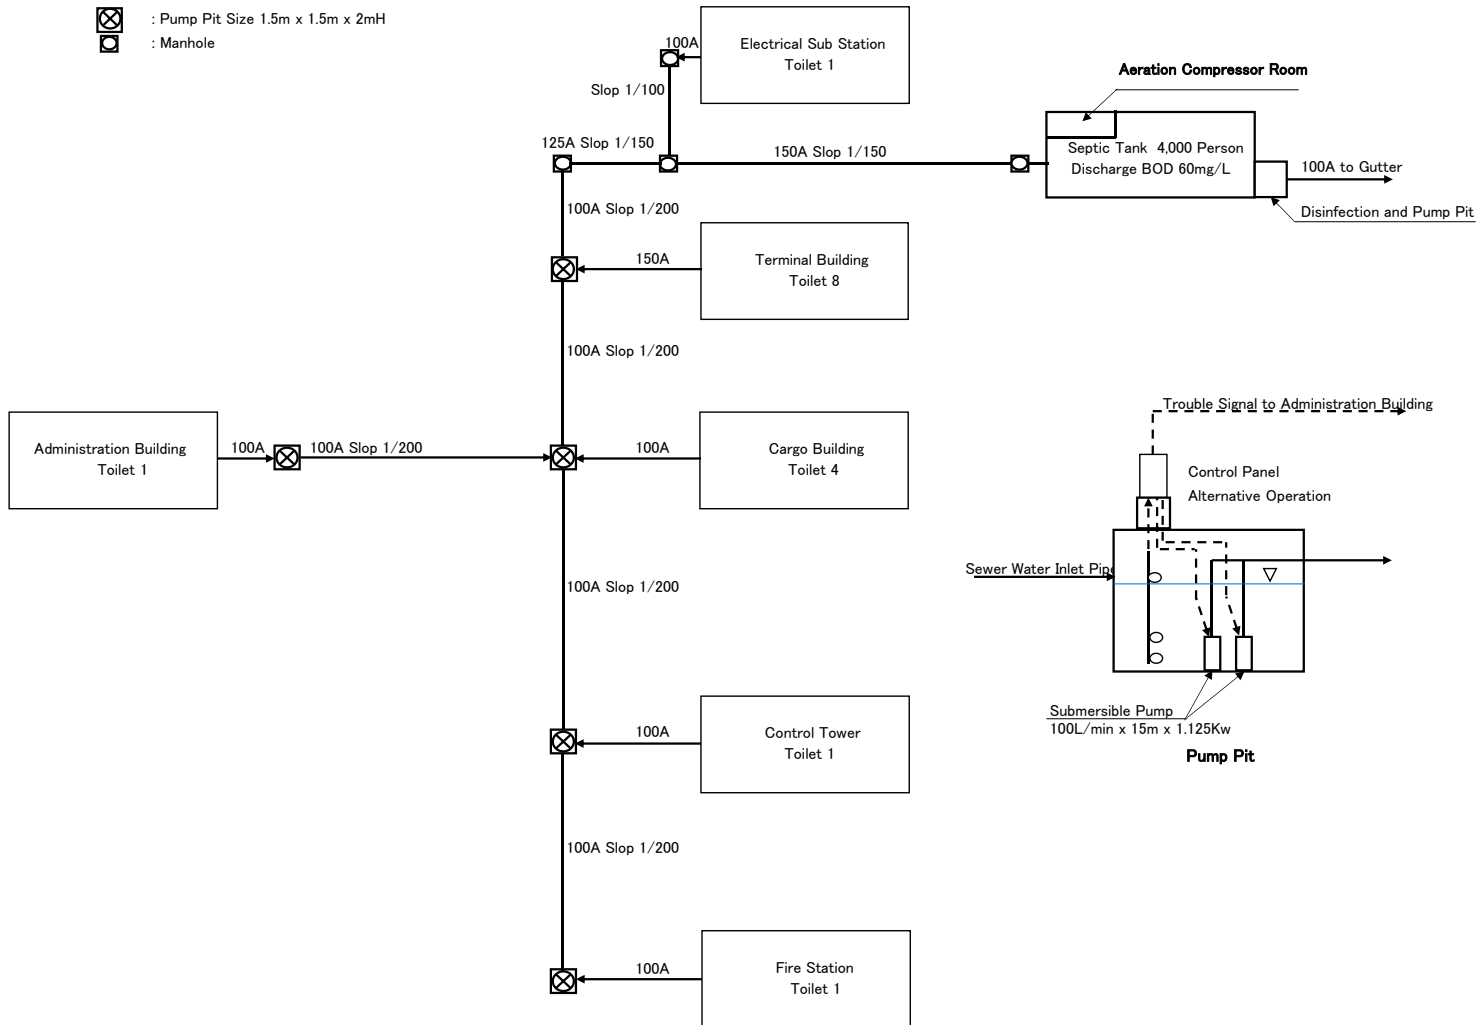 : Pump Pit Size 1.5m x 1.5m x 2mH
: Manhole
100A
Electrical Sub Station
Toilet 1
Slop 1/100
Aeration Compressor Room
125A Slop 1/150
150A Slop 1/150
Septic Tank 4,000 Person
Discharge BOD 60mg/L
100A to Gutter
Disinfection and Pump Pit
100A Slop 1/200
150A
Terminal Building
Toilet 8
100A Slop 1/200
Administration Building
Toilet 1
100A
100A Slop 1/200
100A
Cargo Building
Toilet 4
Trouble Signal to Administration Building
Control Panel
Alternative Operation
Sewer Water Inlet Pipe
Submersible Pump
100L/min x 15m x 1.125Kw
Pump Pit
100A Slop 1/200
100A
Control Tower
Toilet 1
100A Slop 1/200
100A
Fire Station
Toilet 1